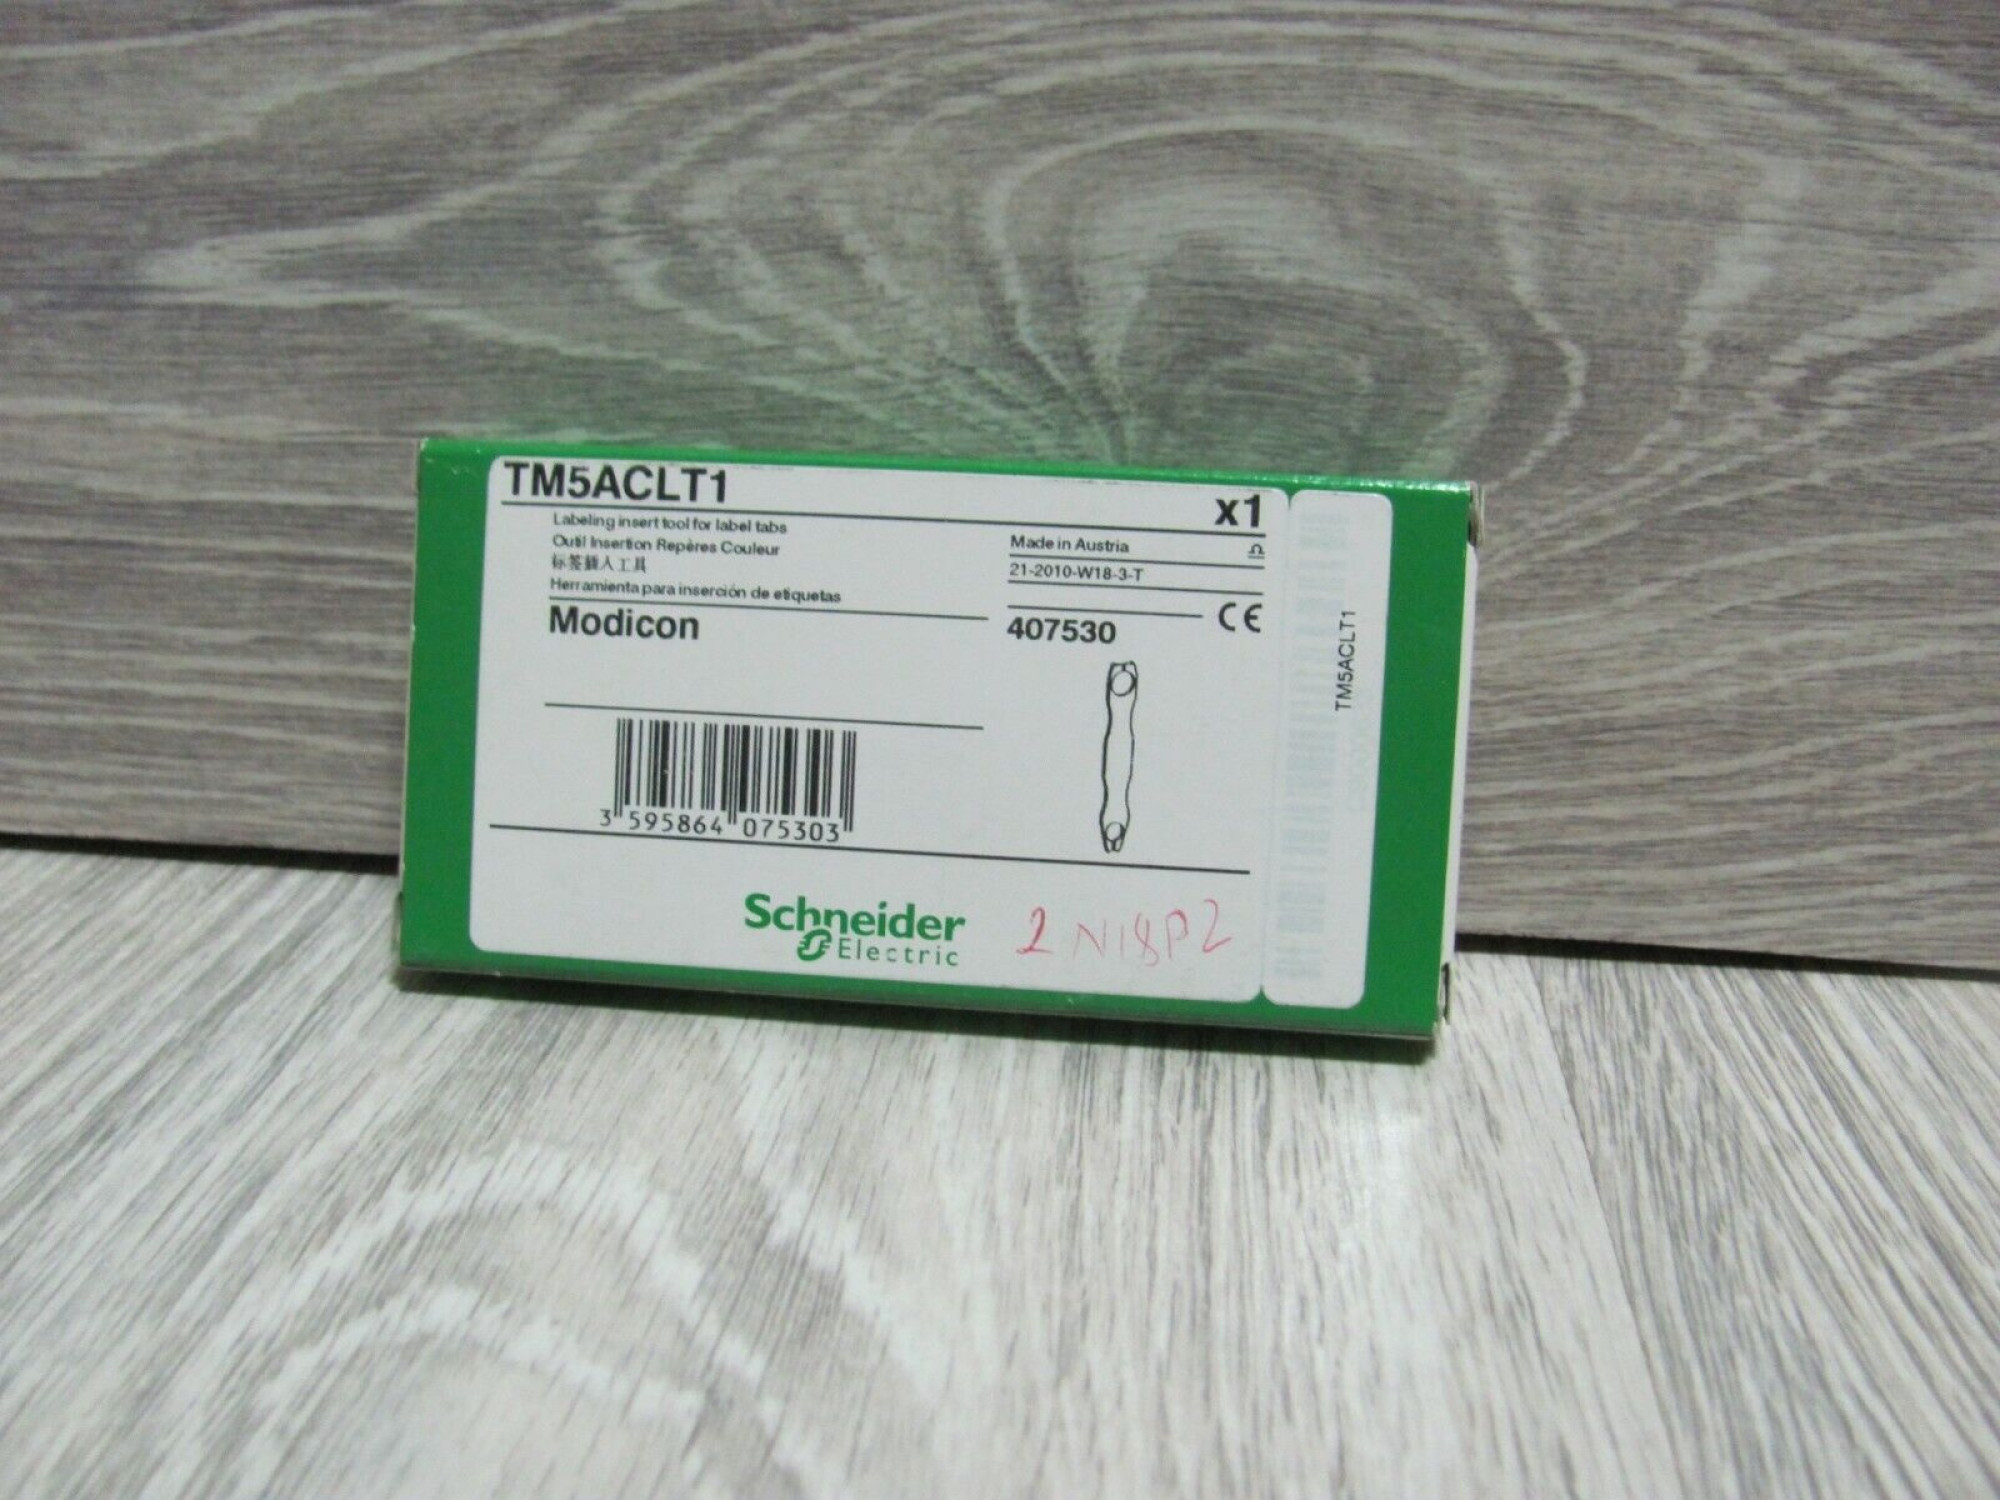 TM5ACLT1
x1
Labeling insert tool for label tabs
Outil Insertion Repères Couleur
标签插入工具
Herramienta para inserción de etiquetas
Made in Austria
21-2010-W18-3-T
CE
Modicon
407530
3 595864 075303
Schneider
Electric
2 N18P2
TM5ACLT1